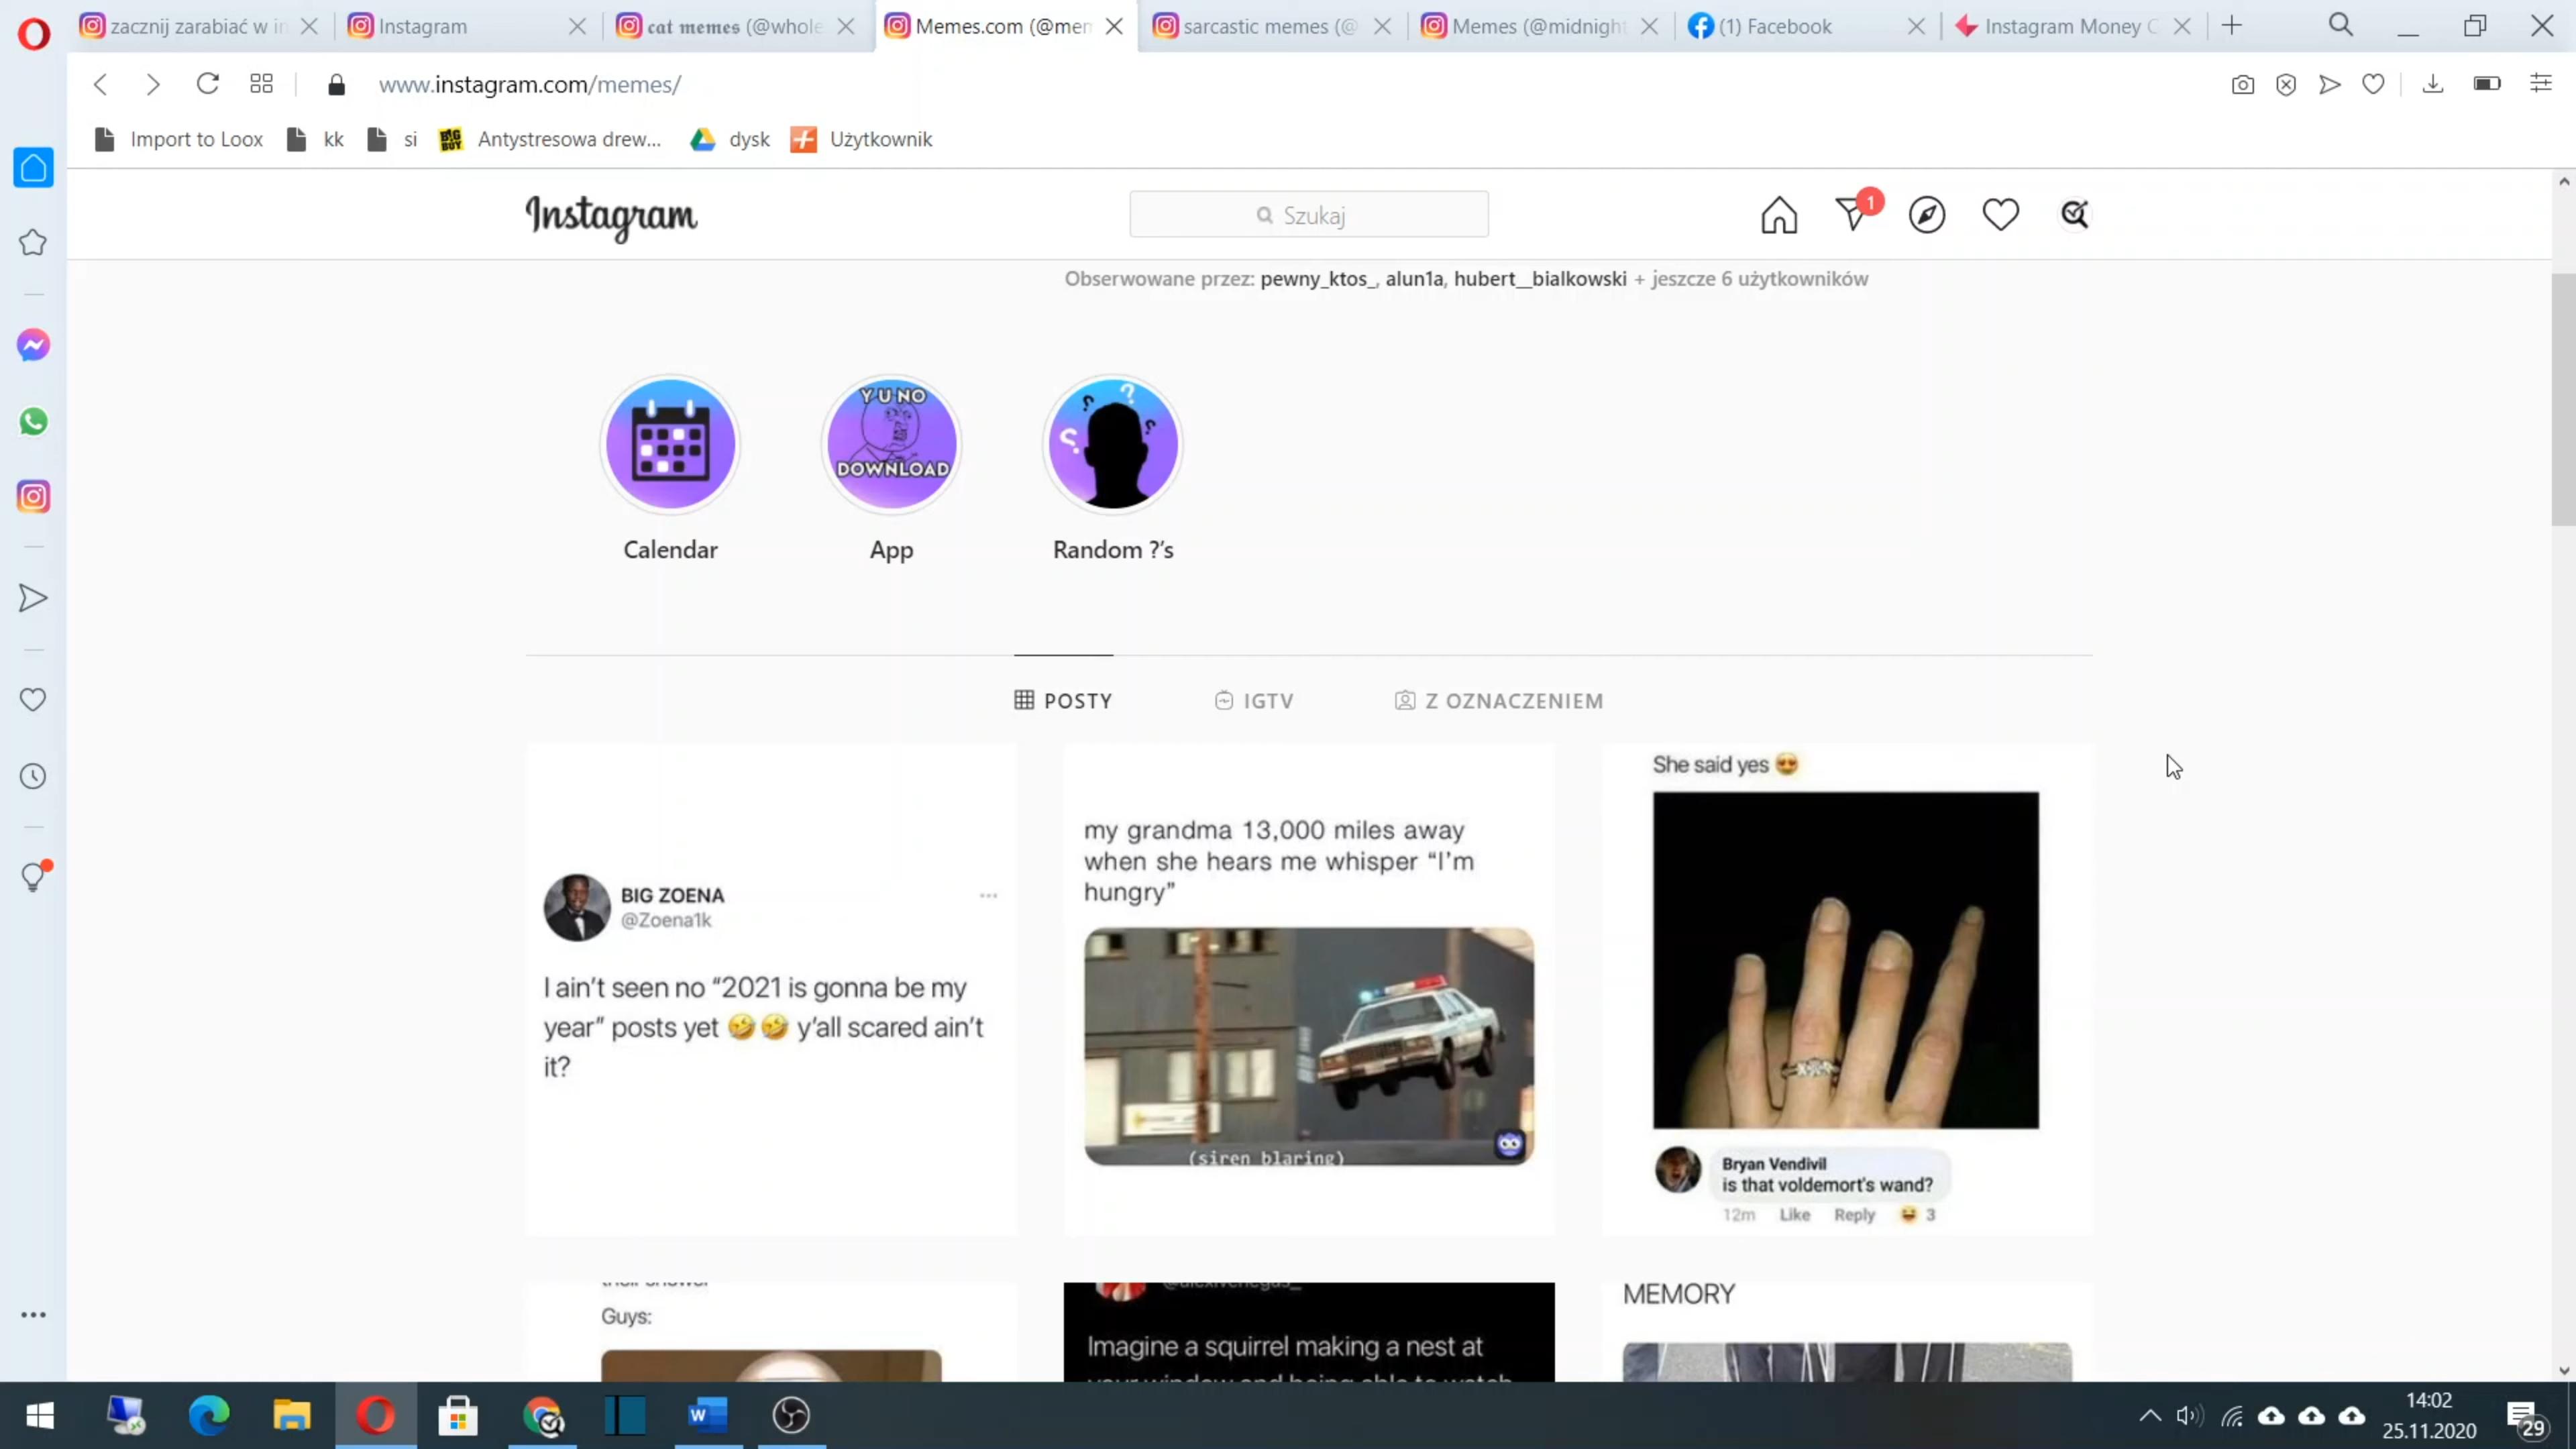 zacznij zarabiać w in
Instagram
cat memes (@whole
Memes.com (@mem
sarcastic memes (@
Memes (@midnight
(1) Facebook
Instagram Money C
www.instagram.com/memes/
Import to Loox
kk
si
BIG BUY
Antystresowa drew...
dysk
Użytkownik
Instagram
Szukaj
1
Obserwowane przez: pewny_ktos_, alun1a, hubert__bialkowski + jeszcze 6 użytkowników
Y U NO
DOWNLOAD
Calendar
App
Random ?'s
POSTY
IGTV
Z OZNACZENIEM
BIG ZOENA
@Zoena1k
I ain't seen no "2021 is gonna be my
year" posts yet 🤣 🤣 y'all scared ain't
it?
my grandma 13,000 miles away
when she hears me whisper “I’m
hungry”
(siren blaring)
She said yes 😍
Bryan Vendivil
is that voldemort's wand?
12m Like Reply 😆 3
Guys:
Imagine a squirrel making a nest at
MEMORY
14:02
25.11.2020
29